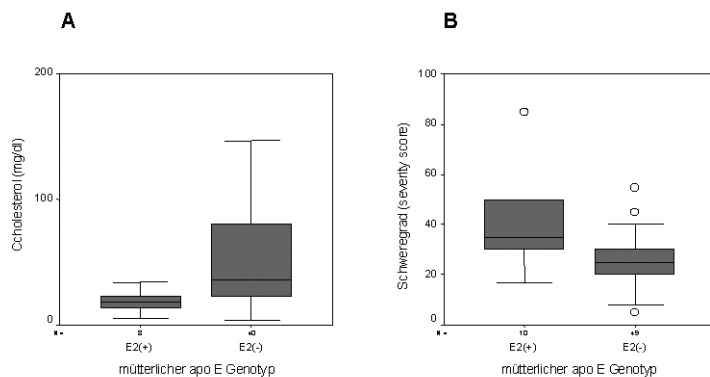 A
B
200
100
0
Ccholesterol (mg/dl)
N =
E2(+)
E2(-)
mütterlicher apo E Genotyp
100
80
60
40
20
0
Schweregrad (severity score)
N =
10
49
E2(+)
E2(-)
mütterlicher apo E Genotyp